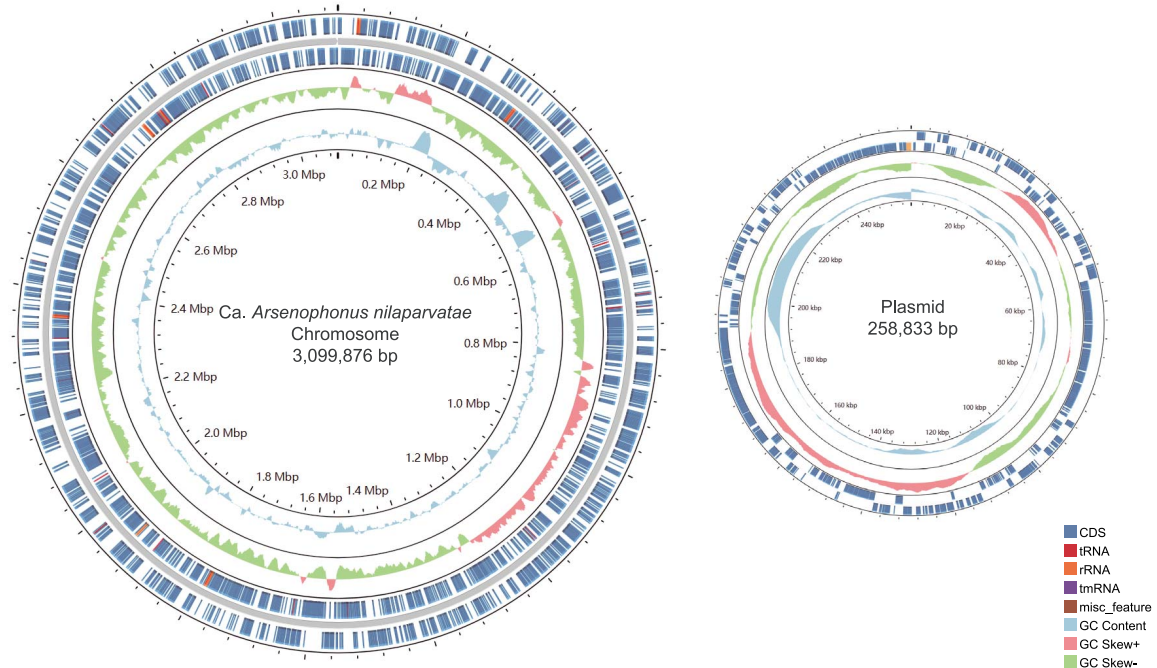 3.0 Mbp
0.2 Mbp
2.8 Mbp
0.4 Mbp
2.6 Mbp
0.6 Mbp
2.4 Mbp
0.8 Mbp
2.2 Mbp
1.0 Mbp
2.0 Mbp
1.2 Mbp
1.8 Mbp
1.4 Mbp
1.6 Mbp
Ca. Arsenophonus nilaparvatae
Chromosome
3,099,876 bp
240 kbp
20 kbp
220 kbp
40 kbp
200 kbp
60 kbp
180 kbp
80 kbp
160 kbp
100 kbp
140 kbp
120 kbp
Plasmid
258,833 bp
CDS
tRNA
rRNA
tmRNA
misc_feature
GC Content
GC Skew+
GC Skew-